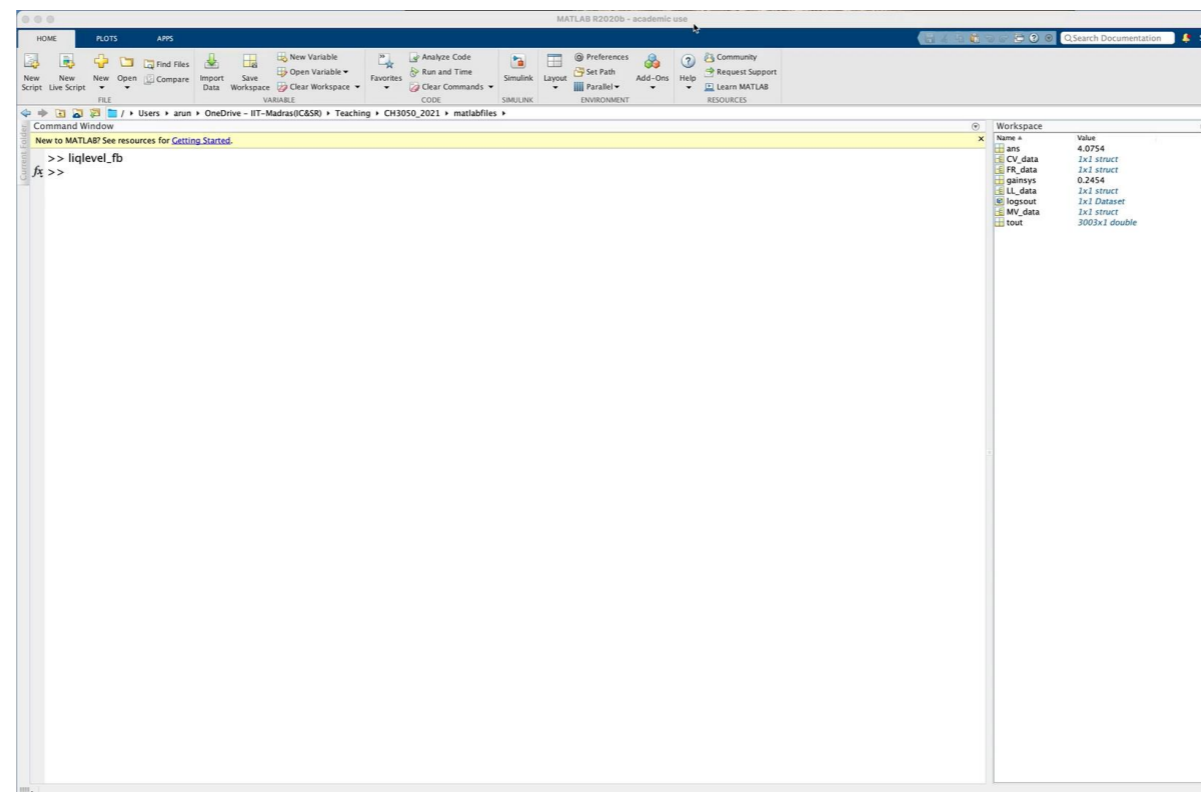 MATLAB R2020b - academic use
HOME PLOTS APPS
Search Documentation
New Script
New Live Script
New
Open
Find Files
Compare
FILE
Import Data
Save Workspace
New Variable
Open Variable
Clear Workspace
VARIABLE
Favorites
Analyze Code
Run and Time
Clear Commands
CODE
Simulink
SIMULINK
Layout
Preferences
Set Path
Parallel
Add-Ons
ENVIRONMENT
Help
Community
Request Support
Learn MATLAB
RESOURCES
/ Users arun OneDrive - IIT-Madras(IC&SR) Teaching CH3050_2021 matlabfiles
Current Folder
Command Window
New to MATLAB? See resources for Getting Started.
>> liqlevel_fb
fx >>
Workspace
Name Value
ans 4.0754
CV_data 1x1 struct
FR_data 1x1 struct
gainsys 0.2454
LL_data 1x1 struct
logsout 1x1 Dataset
MV_data 1x1 struct
tout 3003x1 double